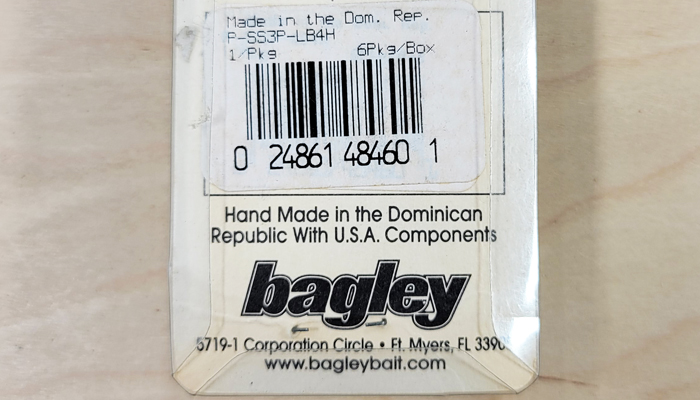 Made in the Dom. Rep.
P-SS3P-LB4H
1/Pkg 6Pkg/Box
0 24861 48460 1
Hand Made in the Dominican
Republic With U.S.A. Components
bagley
5719-1 Corporation Circle • Ft. Myers, FL
www.bagleybait.com